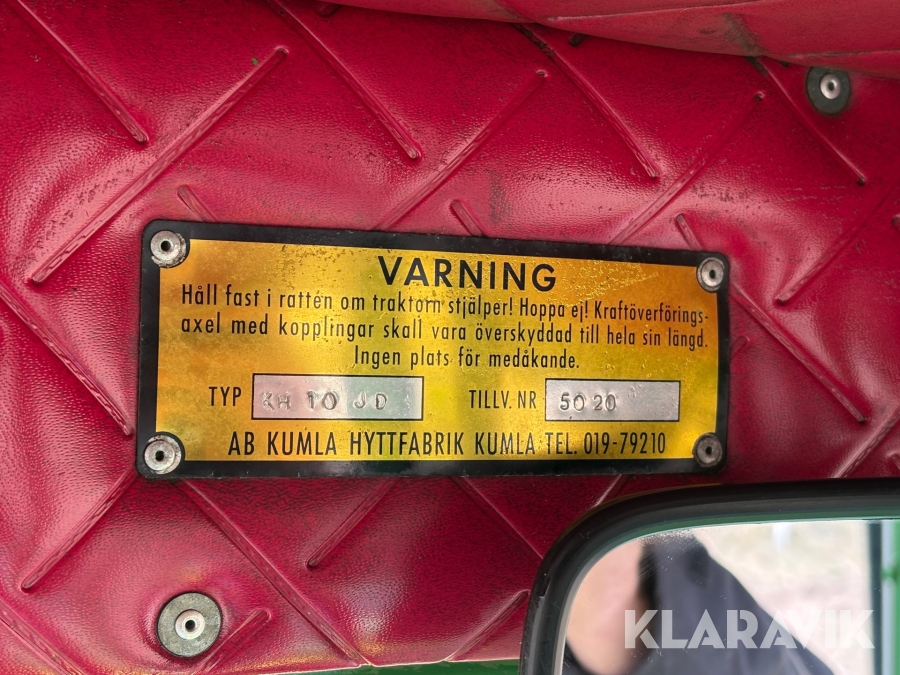 VARNING
Håll fast i ratten om traktorn stjälper! Hoppa ej! Kraftöverförings-
axel med kopplingar skall vara överskyddad till hela sin längd.
Ingen plats för medåkande.
TYP KH 10 JD TILLV. NR 5020
AB KUMLA HYTTFABRIK KUMLA TEL. 019-79210
KLARAVIK